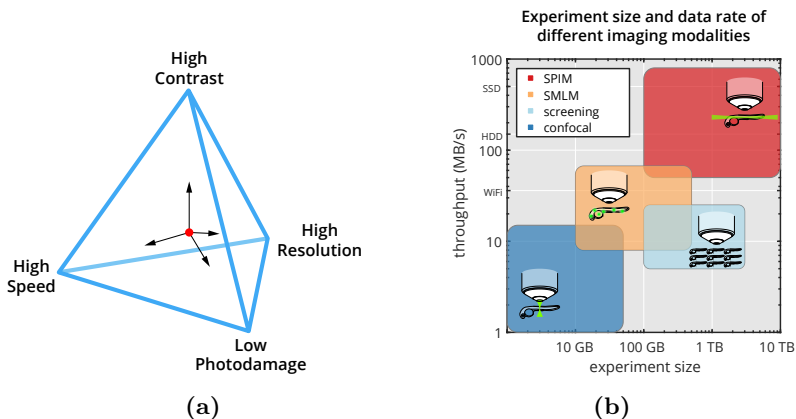 High
Contrast
High
Resolution
High
Speed
Low
Photodamage
(a)
Experiment size and data rate of
different imaging modalities
throughput (MB/s)
1000
SSD
HDD
100
WiFi
10
1
SPIM
SMLM
screening
confocal
10 GB
100 GB
1 TB
10 TB
experiment size
(b)